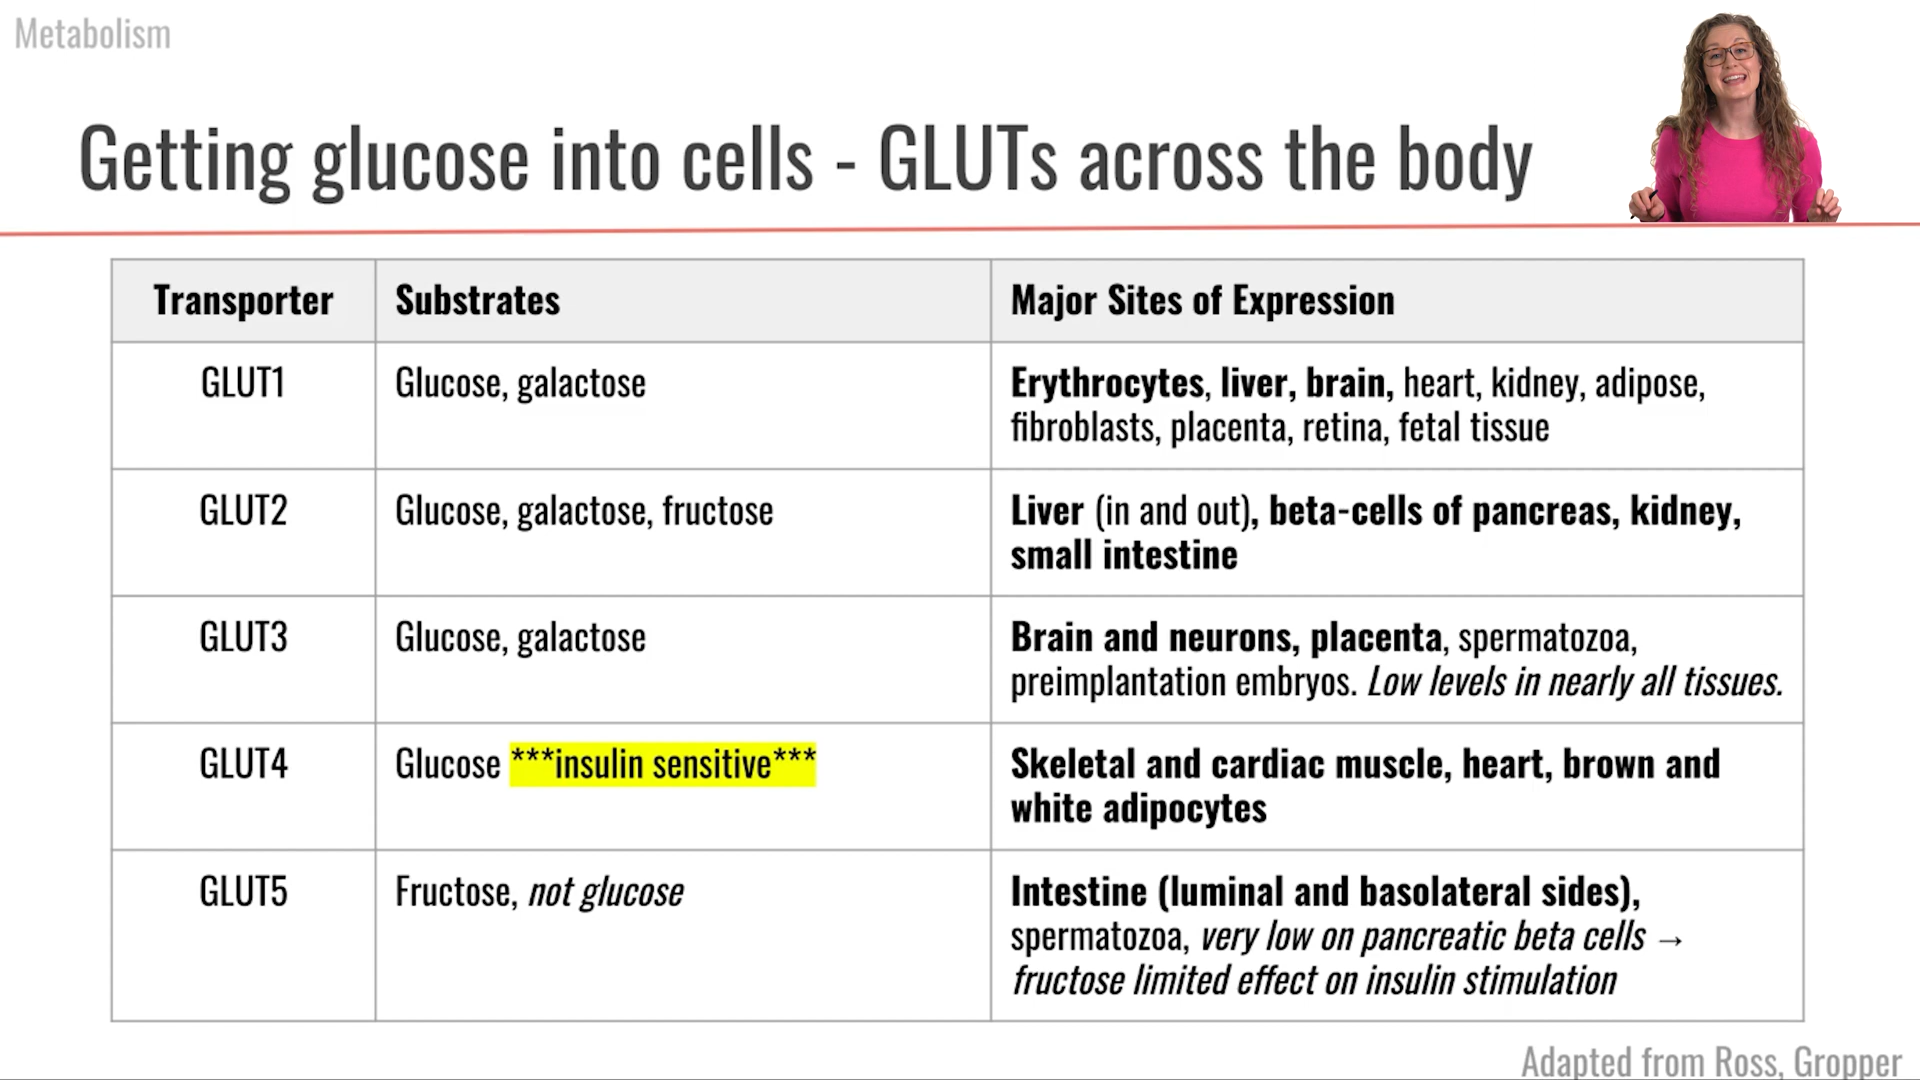 Metabolism
Getting glucose into cells - GLUTs across the body
Transporter
Substrates
Major Sites of Expression
GLUT1
Glucose, galactose
Erythrocytes, liver, brain, heart, kidney, adipose,
fibroblasts, placenta, retina, fetal tissue
GLUT2
Glucose, galactose, fructose
Liver (in and out), beta-cells of pancreas, kidney,
small intestine
GLUT3
Glucose, galactose
Brain and neurons, placenta, spermatozoa,
preimplantation embryos. Low levels in nearly all tissues.
GLUT4
Glucose ***insulin sensitive***
Skeletal and cardiac muscle, heart, brown and
white adipocytes
GLUT5
Fructose, not glucose
Intestine (luminal and basolateral sides),
spermatozoa, very low on pancreatic beta cells →
fructose limited effect on insulin stimulation
Adapted from Ross, Gropper